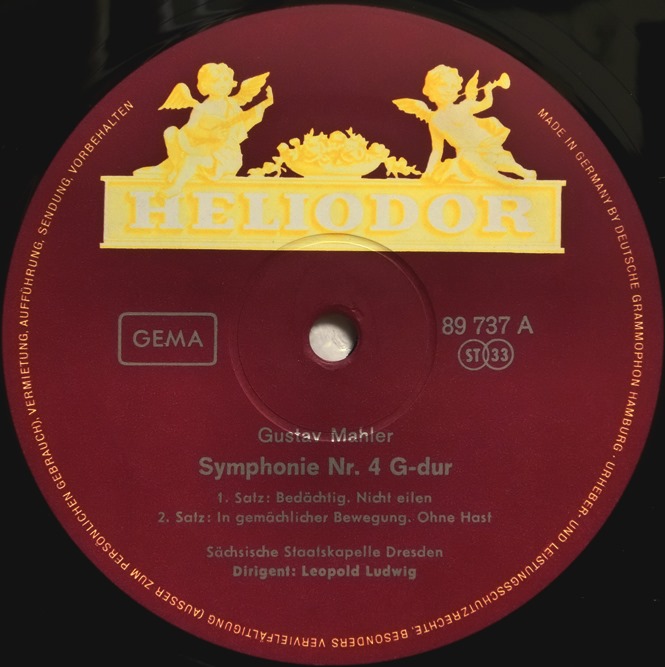 HELIODOR
GEMA
89 737 A
ST 33
Gustav Mahler
Symphonie Nr. 4 G-dur
1. Satz: Bedächtig. Nicht eilen
2. Satz: In gemächlicher Bewegung. Ohne Hast
Sächsische Staatskapelle Dresden
Dirigent: Leopold Ludwig
MADE IN GERMANY BY DEUTSCHE GRAMMOPHON HAMBURG · URHEBER- UND LEISTUNGSSCHUTZRECHTE, BESONDERS VERVIELFÄLTIGUNG (AUSSER ZUM PERSÖNLICHEN GEBRAUCH), VERMIETUNG, AUFFÜHRUNG, SENDUNG, VORBEHALTEN